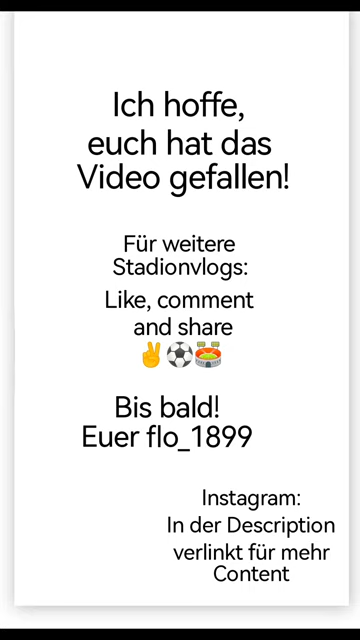 Ich hoffe,
euch hat das
Video gefallen!
Für weitere
Stadionvlogs:
Like, comment
and share
✌️⚽🏟️
Bis bald!
Euer flo_1899
Instagram:
In der Description
verlinkt für mehr
Content